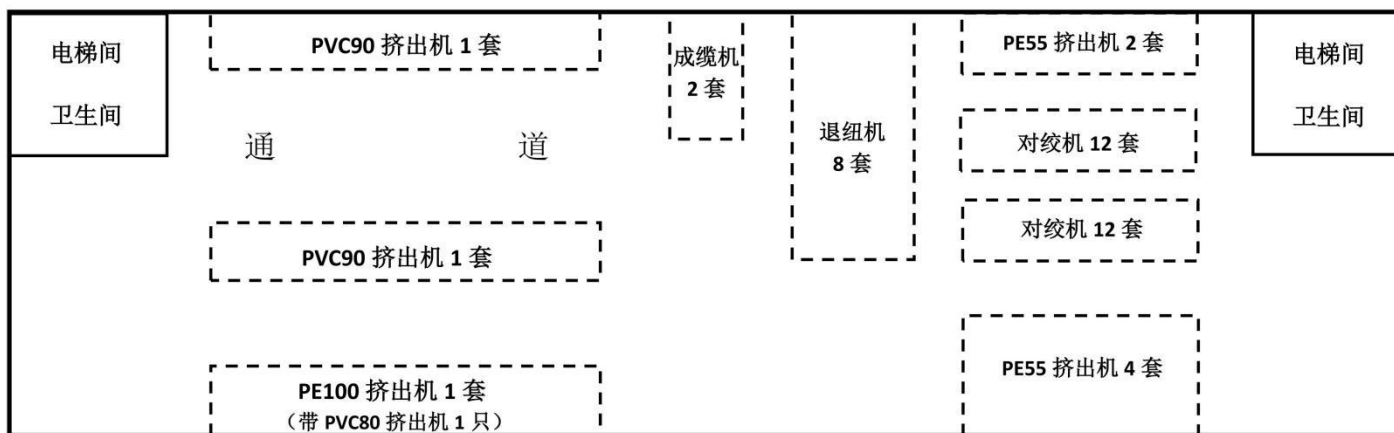 电梯间
卫生间
PVC90 挤出机 1 套
成缆机
2 套
退纽机
8 套
PE55 挤出机 2 套
电梯间
卫生间
通 道
对绞机 12 套
PVC90 挤出机 1 套
对绞机 12 套
PE100 挤出机 1 套
（带 PVC80 挤出机 1 只）
PE55 挤出机 4 套